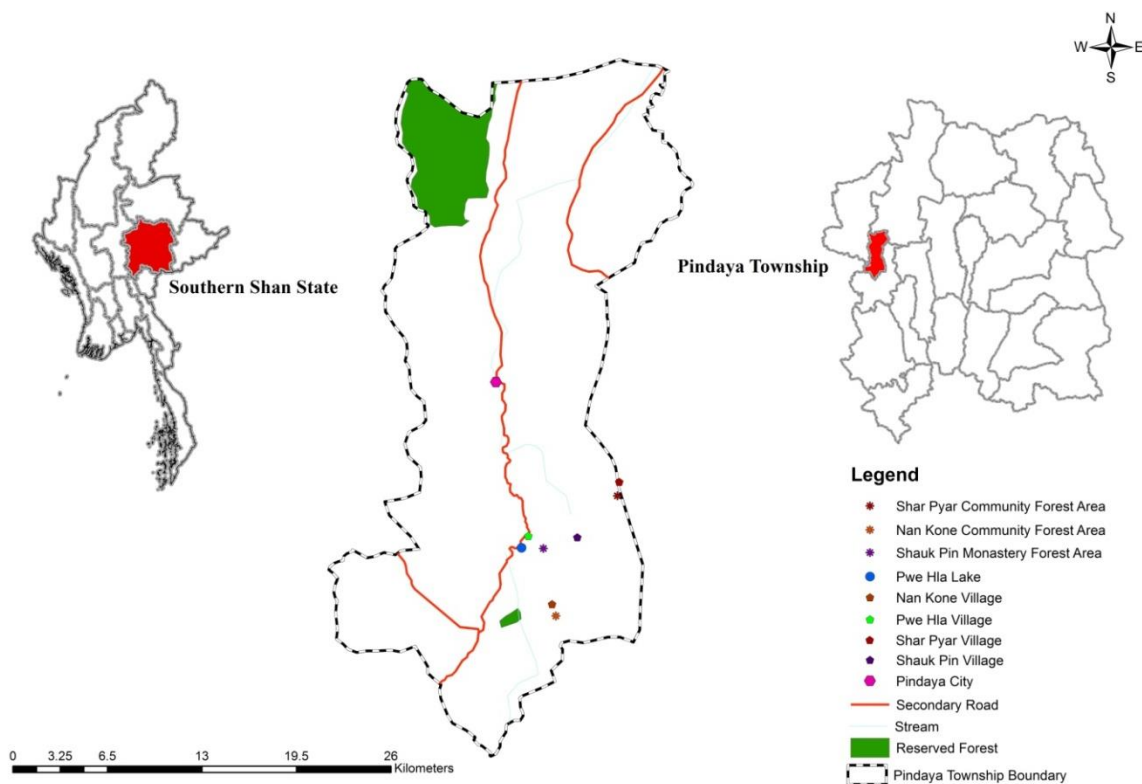 N
W E
S
Southern Shan State
Pindaya Township
Legend
Shar Pyar Community Forest Area
Nan Kone Community Forest Area
Shauk Pin Monastery Forest Area
Pwe Hla Lake
Nan Kone Village
Pwe Hla Village
Shar Pyar Village
Shauk Pin Village
Pindaya City
Secondary Road
Stream
Reserved Forest
Pindaya Township Boundary
0 3.25 6.5 13 19.5 26
Kilometers